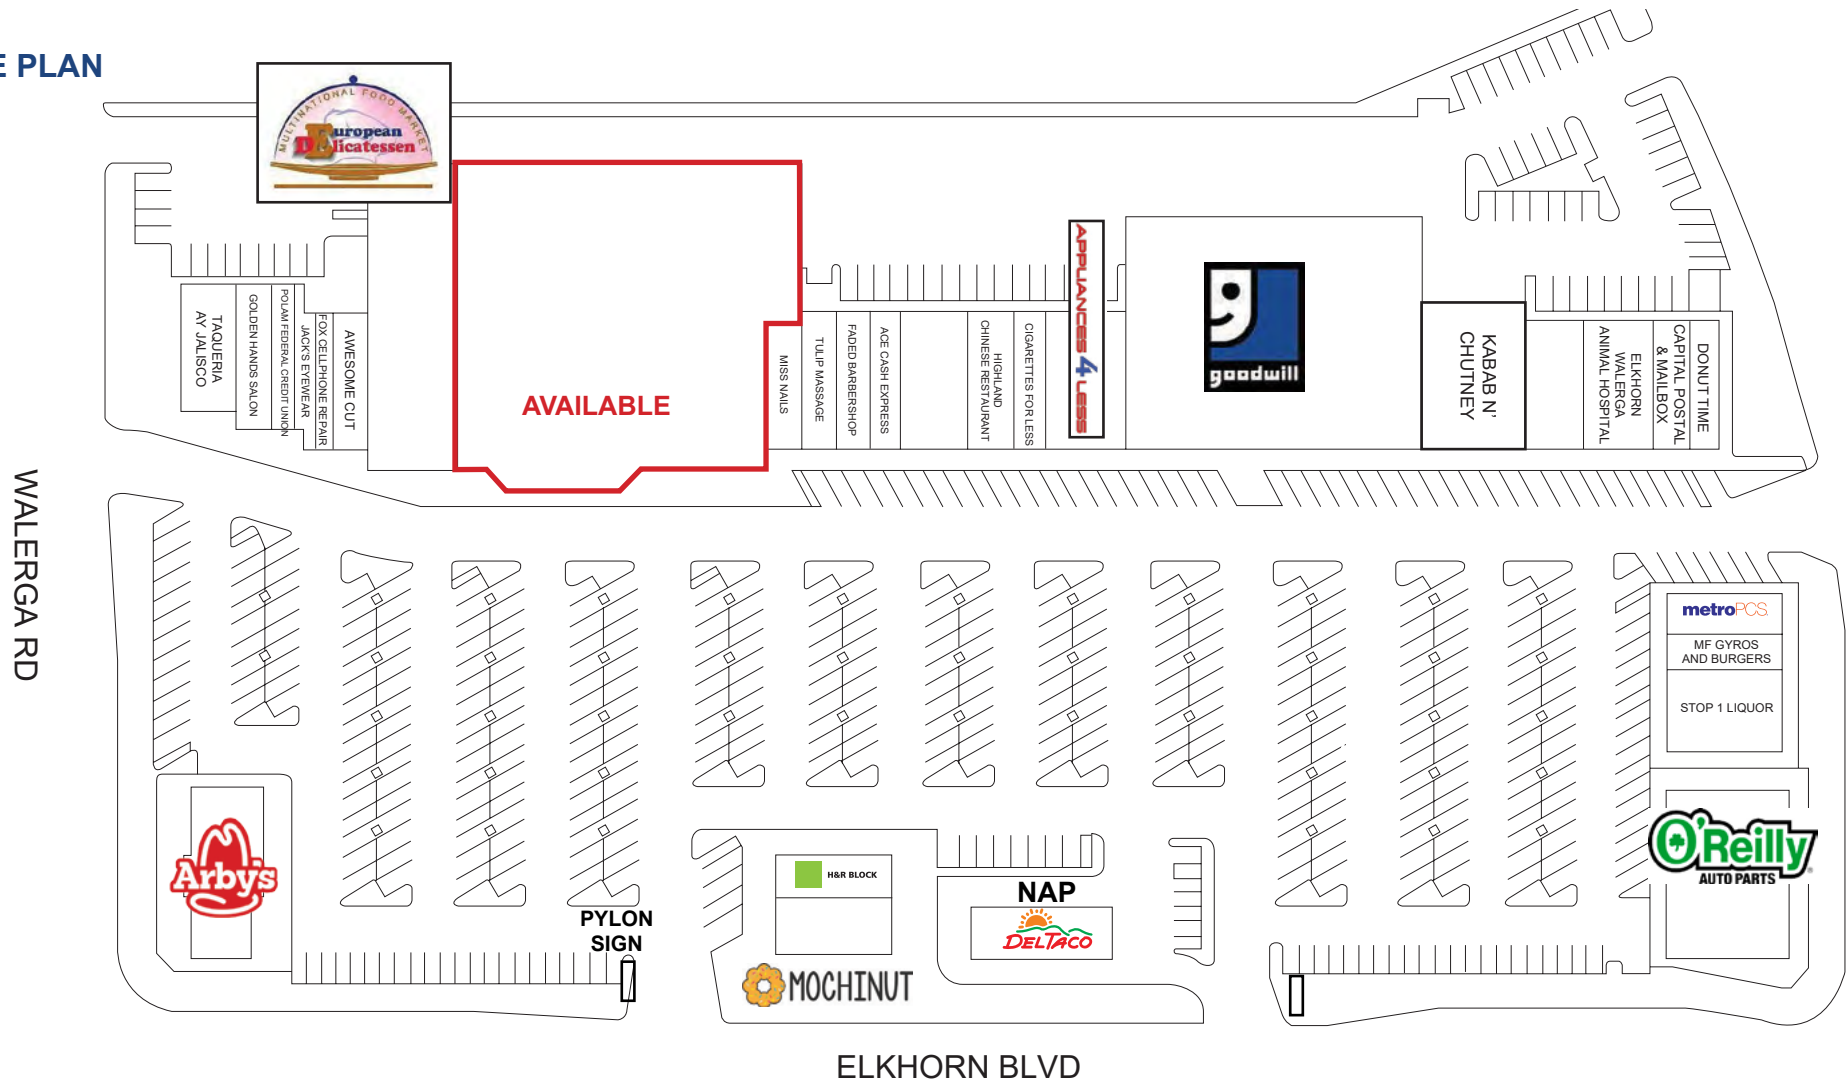 E PLAN
MULTINATIONAL FOOD MARKET
European
Delicatessen
TAQUERIA
AY JALISCO
GOLDEN HANDS SALON
POLAM FEDERAL CREDIT UNION
JACK'S EYEWEAR
FOX CELLPHONE REPAIR
AWESOME CUT
AVAILABLE
MISS NAILS
TULIP MASSAGE
FADED BARBERSHOP
ACE CASH EXPRESS
HIGHLAND
CHINESE RESTAURANT
CIGARETTES FOR LESS
APPLIANCES 4 LESS
goodwill
KABAB N'
CHUTNEY
ELKHORN
WALERGA
ANIMAL HOSPITAL
CAPITAL POSTAL
& MAILBOX
DONUT TIME
WALERGA RD
metroPCS.
MF GYROS
AND BURGERS
STOP 1 LIQUOR
Arby's
PYLON
SIGN
H&R BLOCK
MOCHINUT
NAP
DEL TACO
O'Reilly
AUTO PARTS
ELKHORN BLVD